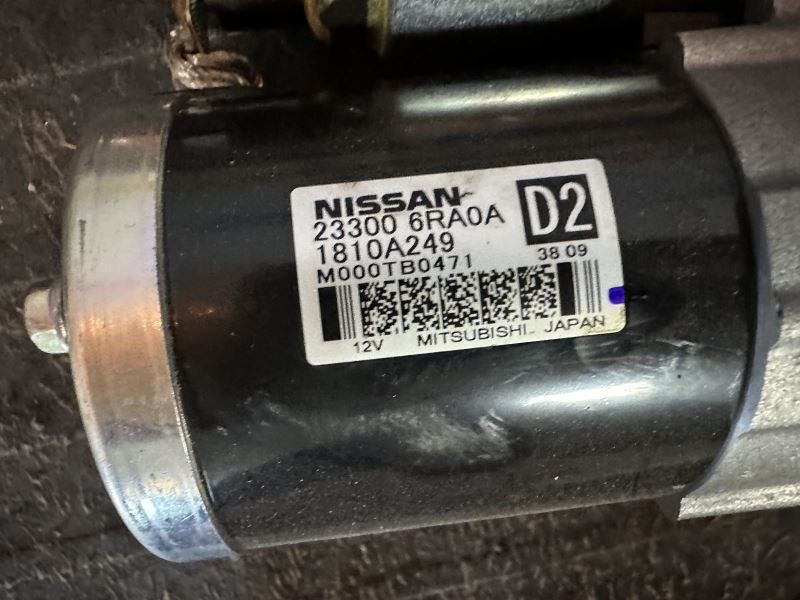 NISSAN
D2
23300 6RA0A
1810A249
M000TB0471
38 09
12V MITSUBISHI JAPAN